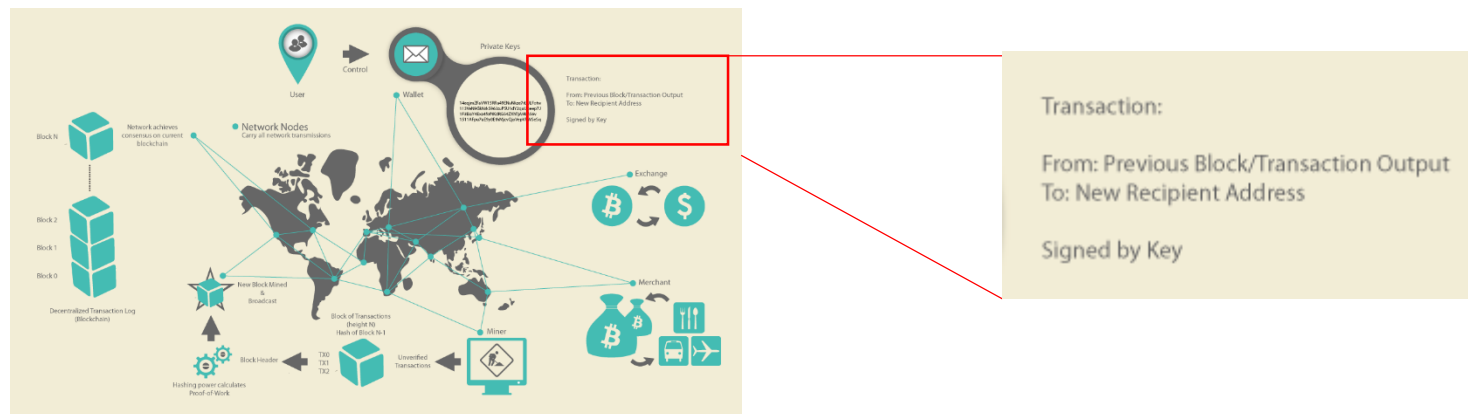 Private Keys
Control
User
Wallet
Transaction:
From: Previous Block/Transaction Output
To: New Recipient Address
Signed by Key
Block N
Network achieves
consensus on current
blockchain
Network Nodes
Carry all network transmissions
Exchange
Block 2
Block 1
Block 0
Decentralized Transaction Log
(Blockchain)
New Block Mined
&
Broadcast
Merchant
Block of Transactions
(height N)
Hash of Block N-1
Miner
Block Header
TX0
TX1
TX2
Unverified
Transactions
Hashing power calculates
Proof-of-Work
Transaction:
From: Previous Block/Transaction Output
To: New Recipient Address
Signed by Key